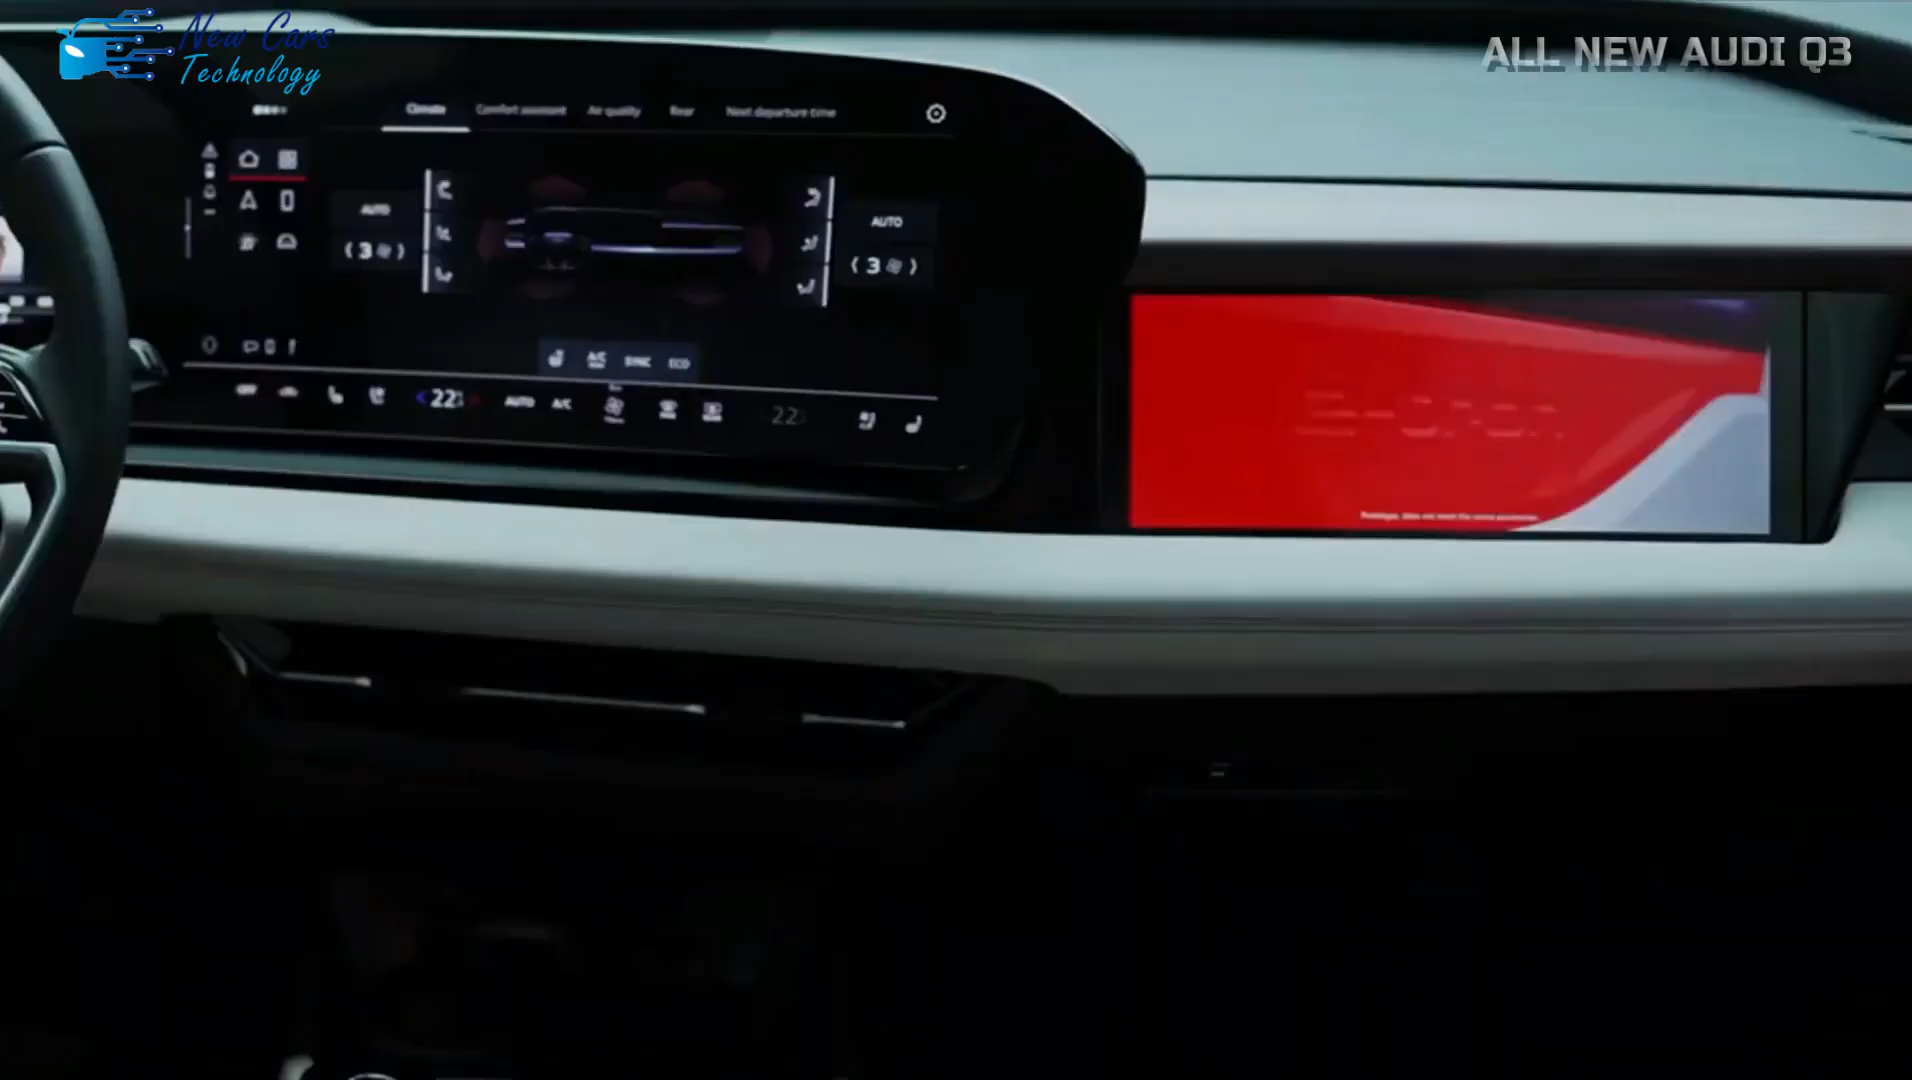 New Cars
Technology
ALL NEW AUDI Q3
Climate Comfort assistant Air quality Rear Next departure time
AUTO
3
AUTO
3
A/C SYNC ECO
22 AUTO A/C 22
e-tron